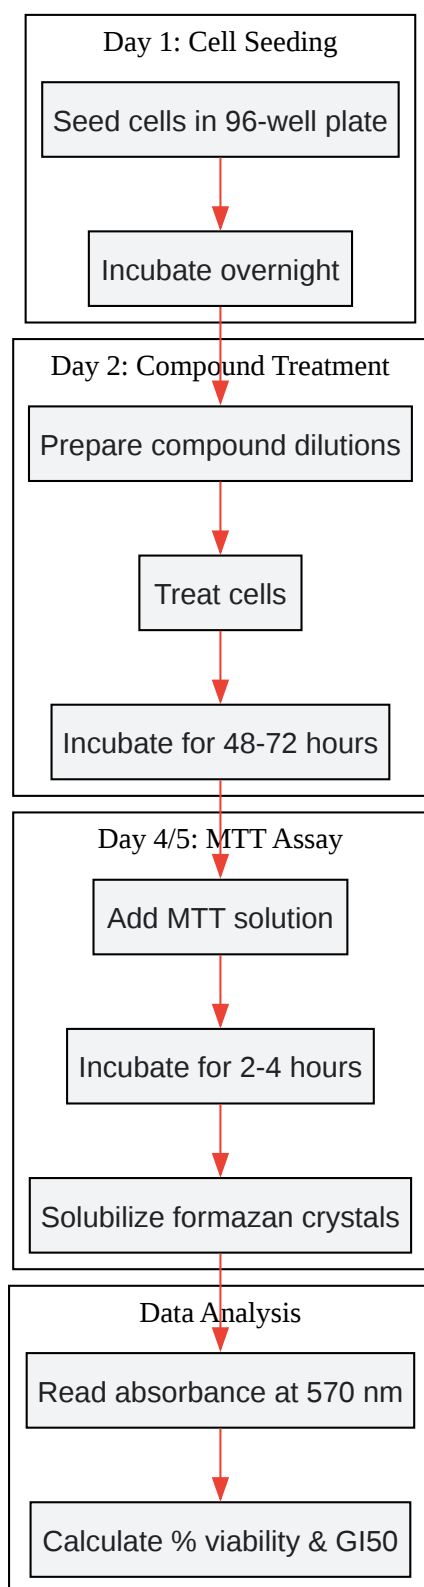 Day 1: Cell Seeding
Seed cells in 96-well plate
Incubate overnight
Day 2: Compound Treatment
Prepare compound dilutions
Treat cells
Incubate for 48-72 hours
Day 4/5: MTT Assay
Add MTT solution
Incubate for 2-4 hours
Solubilize formazan crystals
Data Analysis
Read absorbance at 570 nm
Calculate % viability & GI50